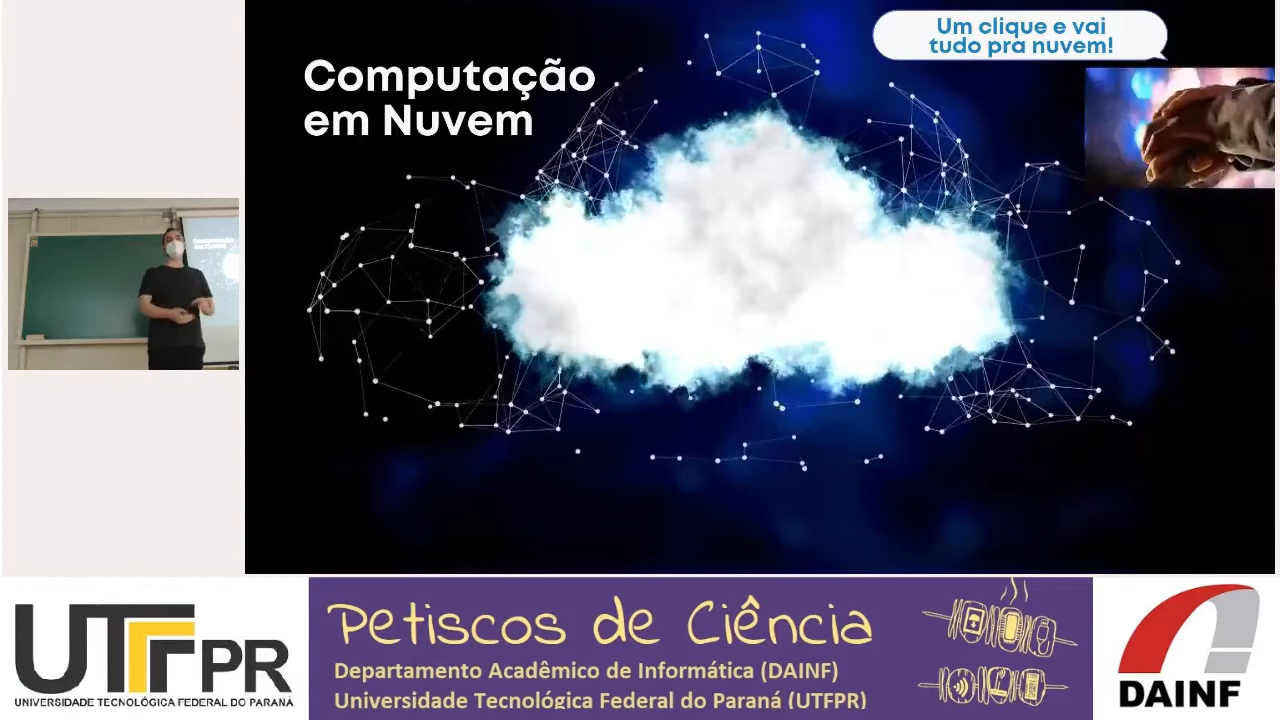 Um clique e vai
tudo pra nuvem!
Computação
em Nuvem
UTFPR
UNIVERSIDADE TECNOLÓGICA FEDERAL DO PARANÁ
Petiscos de Ciência
Departamento Acadêmico de Informática (DAINF)
Universidade Tecnológica Federal do Paraná (UTFPR)
DAINF